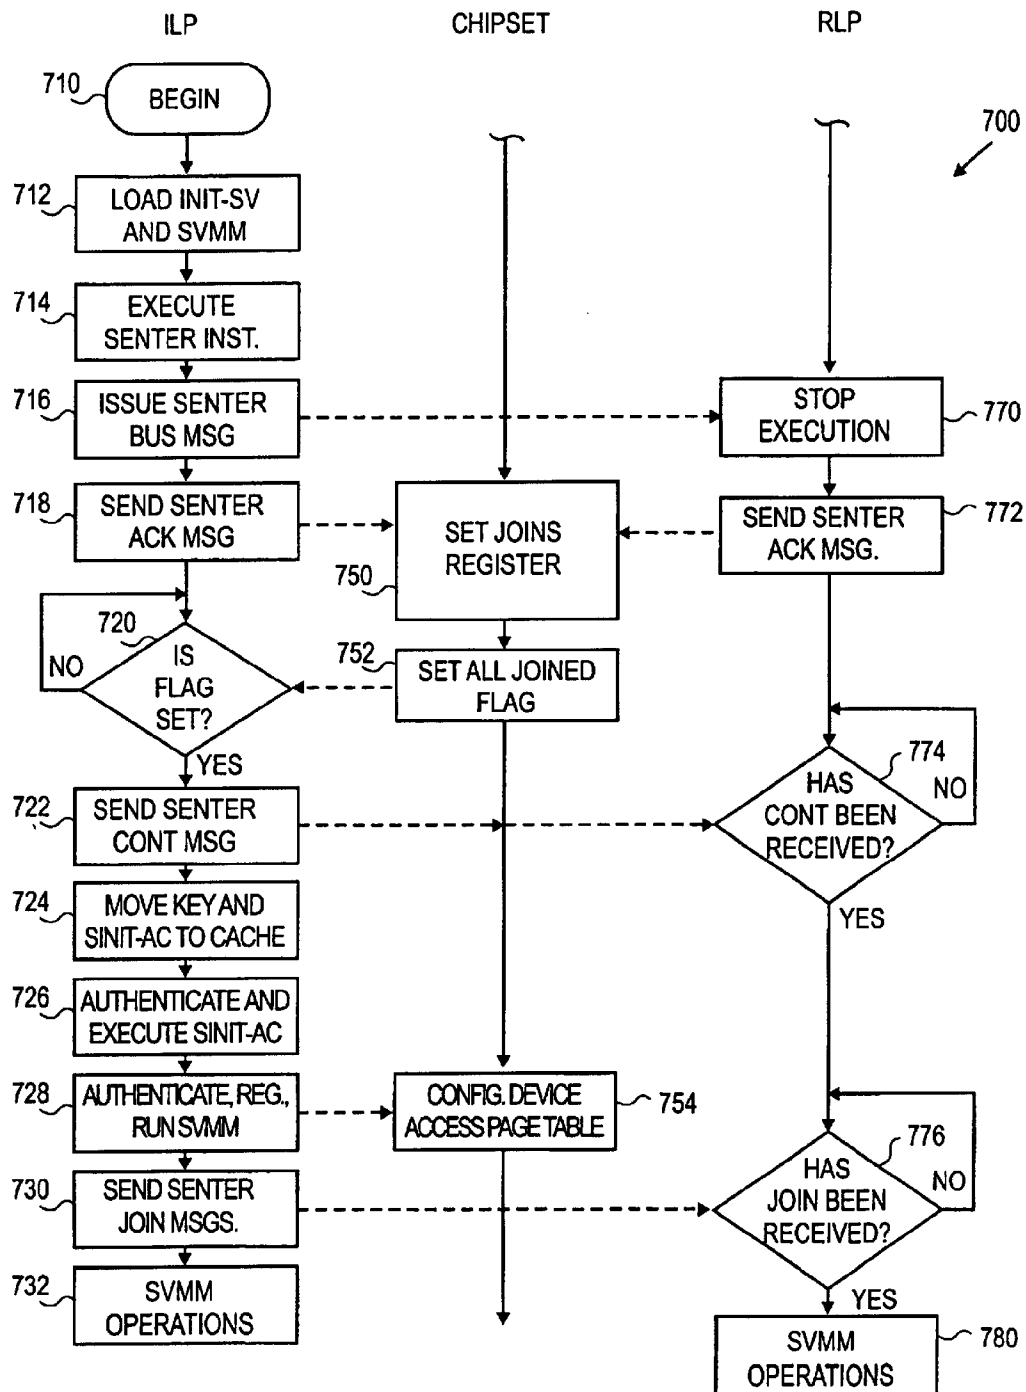 ILP
CHIPSET
RLP
710
BEGIN
700
712
LOAD INIT-SV
AND SVMM
714
EXECUTE
SENTER INST.
716
ISSUE SENTER
BUS MSG
STOP
EXECUTION
770
718
SEND SENTER
ACK MSG
SET JOINS
REGISTER
750
SEND SENTER
ACK MSG.
772
720
IS
FLAG
SET?
NO
YES
752
SET ALL JOINED
FLAG
774
HAS
CONT BEEN
RECEIVED?
NO
YES
722
SEND SENTER
CONT MSG
724
MOVE KEY AND
SINIT-AC TO CACHE
726
AUTHENTICATE AND
EXECUTE SINIT-AC
728
AUTHENTICATE, REG.,
RUN SVMM
CONFIG. DEVICE
ACCESS PAGE TABLE
754
776
HAS
JOIN BEEN
RECEIVED?
NO
YES
730
SEND SENTER
JOIN MSGS.
732
SVMM
OPERATIONS
SVMM
OPERATIONS
780